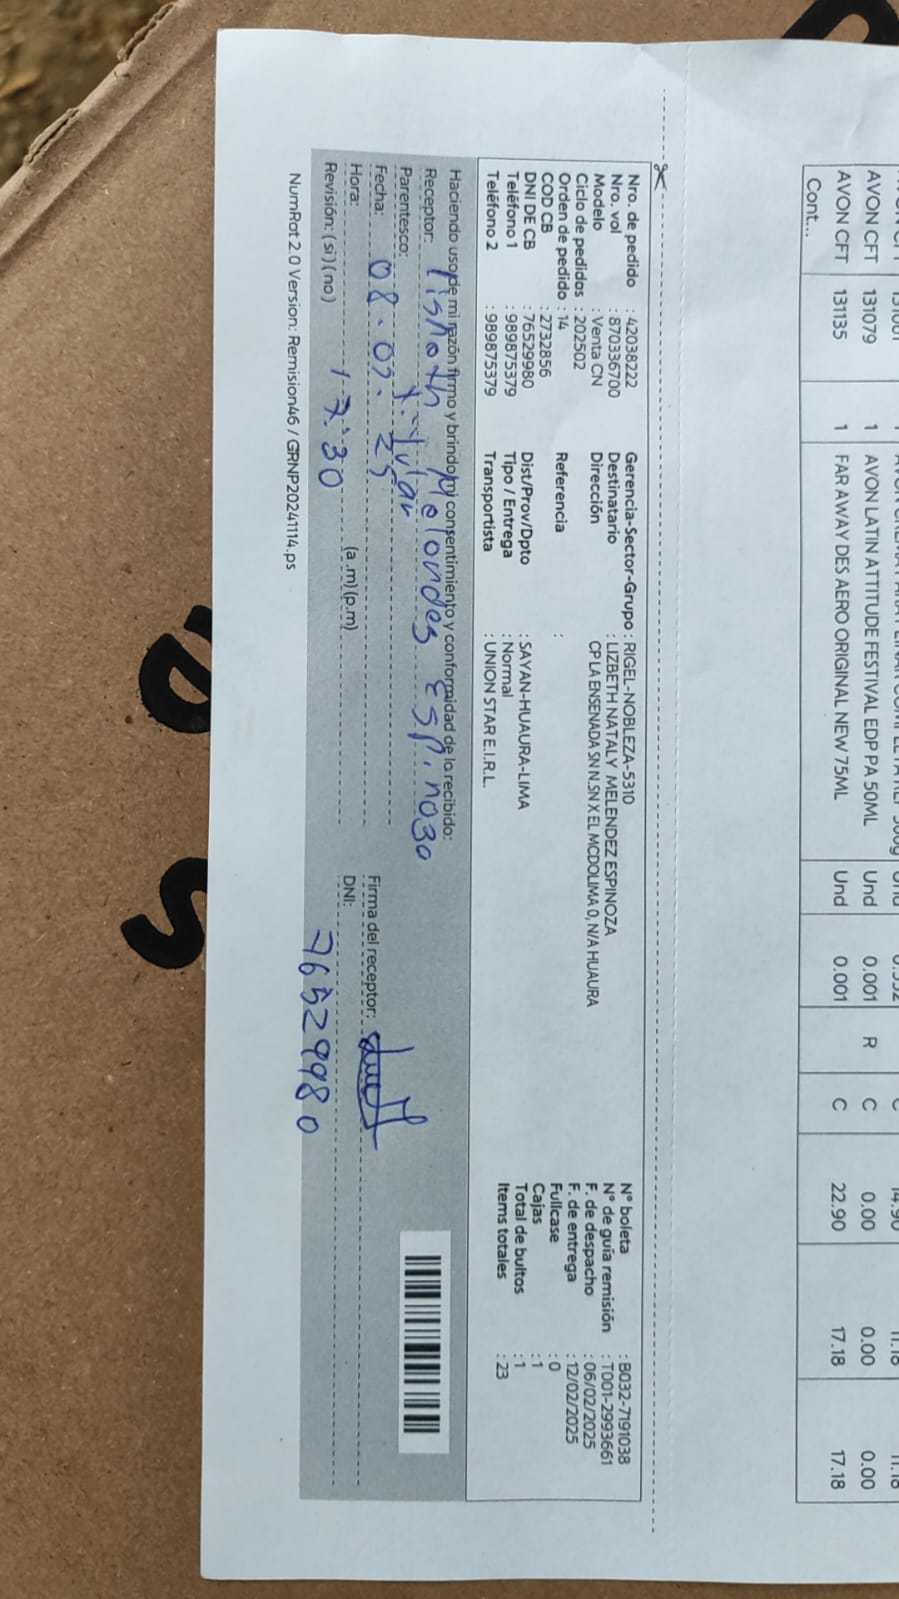 AVON CFT 131079 1 AVON LATIN ATTITUDE FESTIVAL EDP PA 50ML Und 0.001 R C 0.00 0.00 0.00
AVON CFT 131135 1 FAR AWAY DES AERO ORIGINAL NEW 75ML Und 0.001 C 22.90 17.18 17.18
Cont....
Nro. de pedido : 42038222 Gerencia-Sector-Grupo : RIGEL-NOBLEZA-5310 N° boleta : B032-7191038
Nro. vol : 870336700 Destinatario : LIZBETH NATALY MELENDEZ ESPINOZA N° de guía remisión : T001-2993661
Modelo : Venta CN Dirección CP LA ENSENADA SN N.SN X EL MCDOLIMA 0, N/A HUAURA F. de despacho : 06/02/2025
Ciclo de pedidos : 202502 F. de entrega : 12/02/2025
Orden de pedido : 14 Referencia : Fullcase : 0
COD CB : 2732856 Cajas : 1
DNI DE CB : 76529980 Dist/Prov/Dpto : SAYAN-HUAURA-LIMA Total de bultos : 1
Teléfono 1 : 989875379 Tipo / Entrega : Normal Items totales : 23
Teléfono 2 : 989875379 Transportista : UNION STAR E.I.R.L.
Haciendo uso de mi razón firmo y brindo mi consentimiento y conformidad de lo recibido:
Receptor:
Parentesco: Firma del receptor:
Fecha: 08.02.25
Hora: 17:30 (a.m)(p.m) DNI: 76529980
Revisión: (si)(no)
NumRot 2.0 Version: Remision46 / GRNP20241114.ps